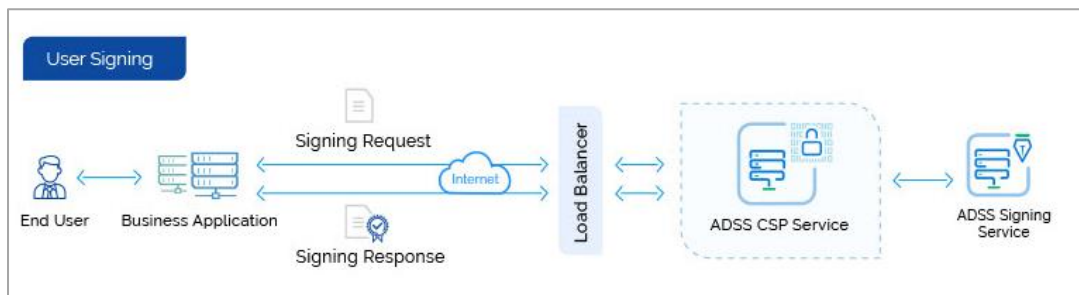 User Signing
Signing Request
Internet
Signing Response
End User
Business Application
Load Balancer
ADSS CSP Service
ADSS Signing
Service